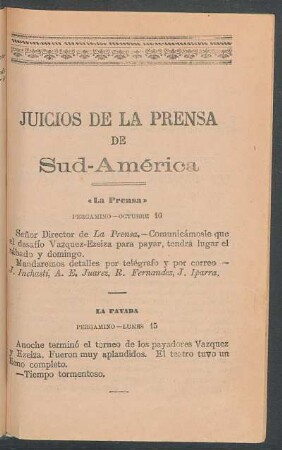 JUICIOS DE LA PRENSA
DE
Sud-América
«La Prensa»
PERGAMINO—OCTUBRE 10
Señor Director de La Prensa.—Comunicámosle que
el desafío Vazquez-Ezeiza para payar, tendrá lugar el
sábado y domingo.
Mandaremos detalles por telégrafo y por correo —
J. Inchasti, A. E. Juarez, R. Fernandez, J. Iparra.
LA PAYADA
PERGAMINO—LUNES 15
Anoche terminó el torneo de los payadores Vazquez
y Ezeiza. Fueron muy aplaudidos. El teatro tuvo un
lleno completo.
—Tiempo tormentoso.